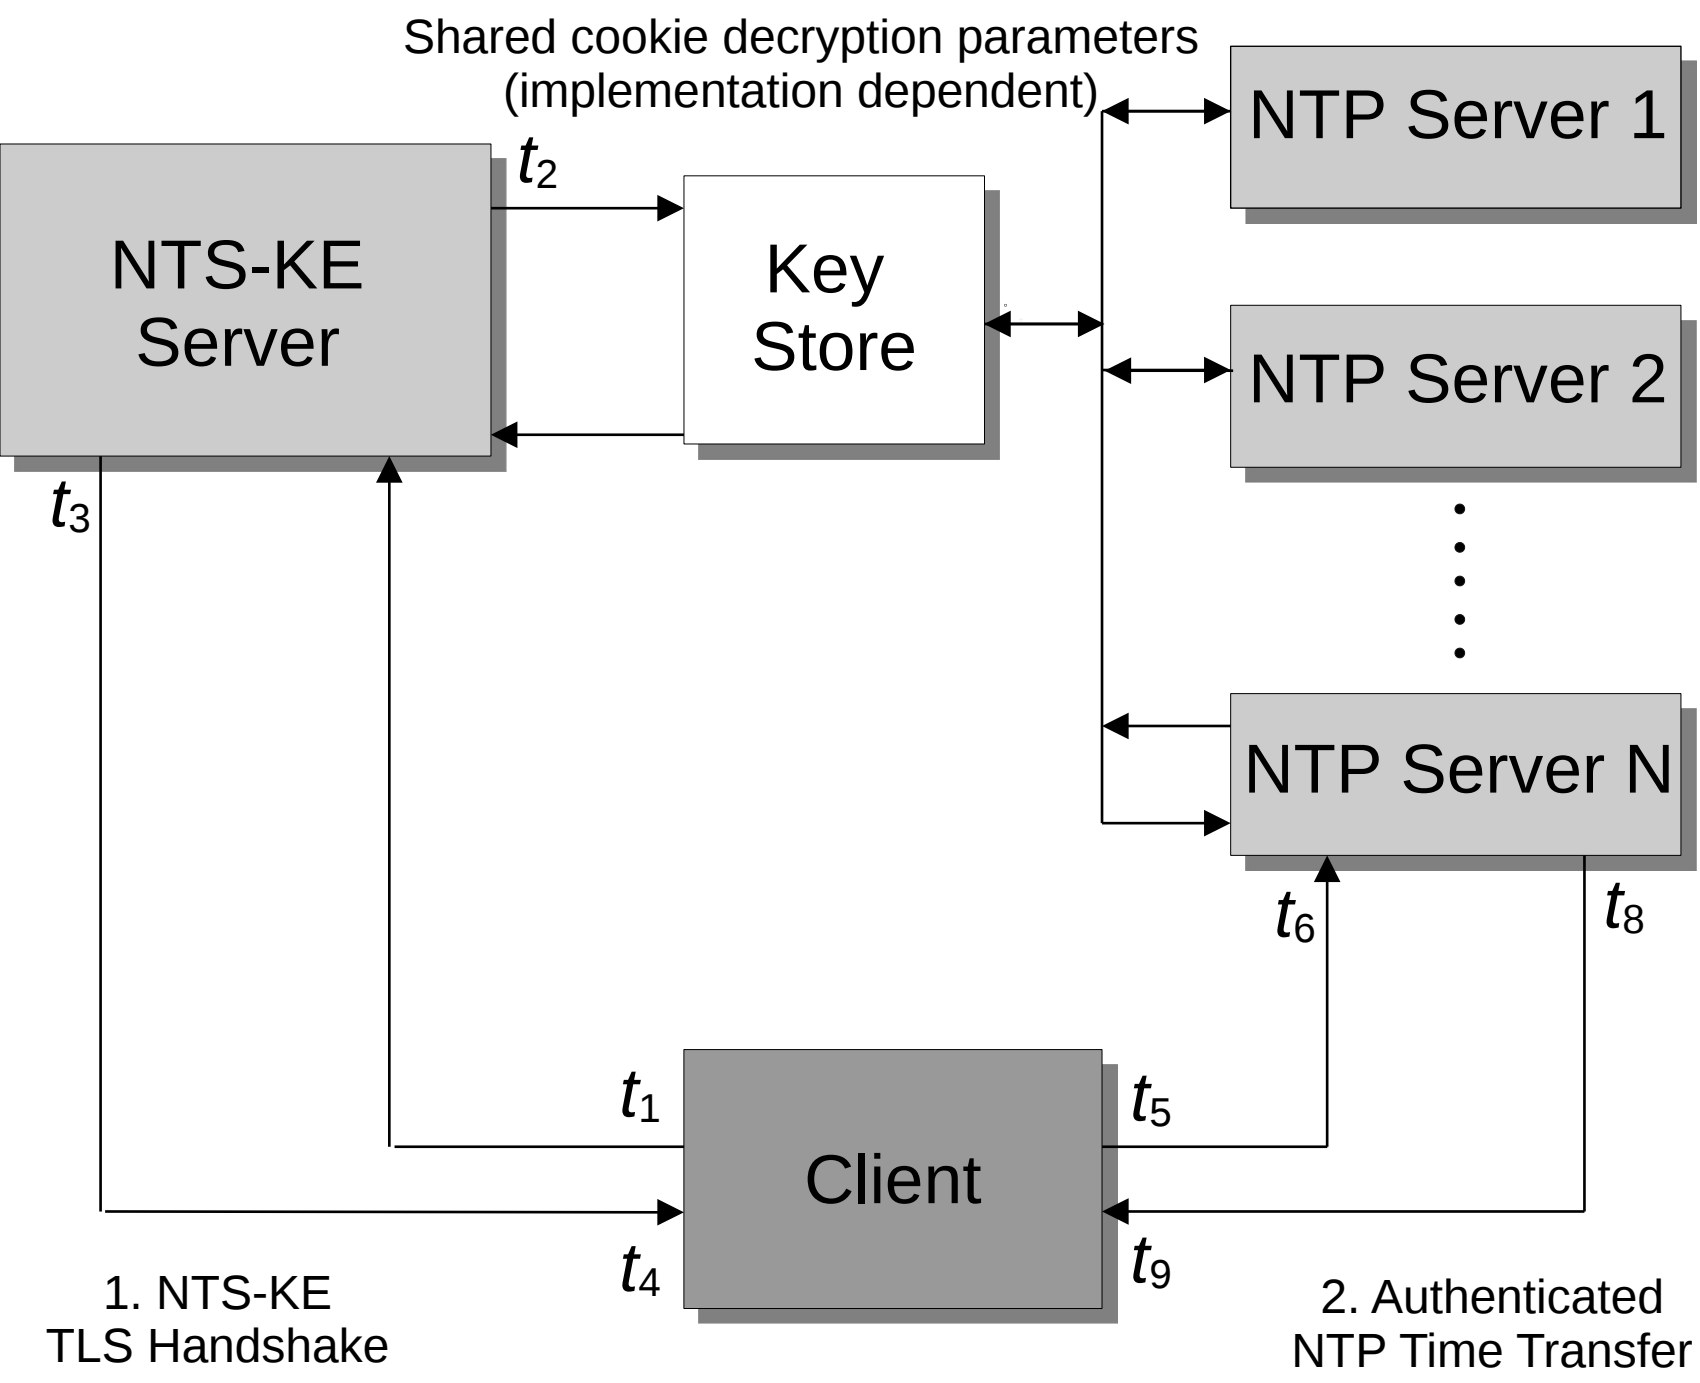 Shared cookie decryption parameters
(implementation dependent)
NTP Server 1
t2
NTS-KE
Server
Key
Store
NTP Server 2
t3
NTP Server N
t6
t8
t1
t5
Client
t4
t9
1. NTS-KE
TLS Handshake
2. Authenticated
NTP Time Transfer